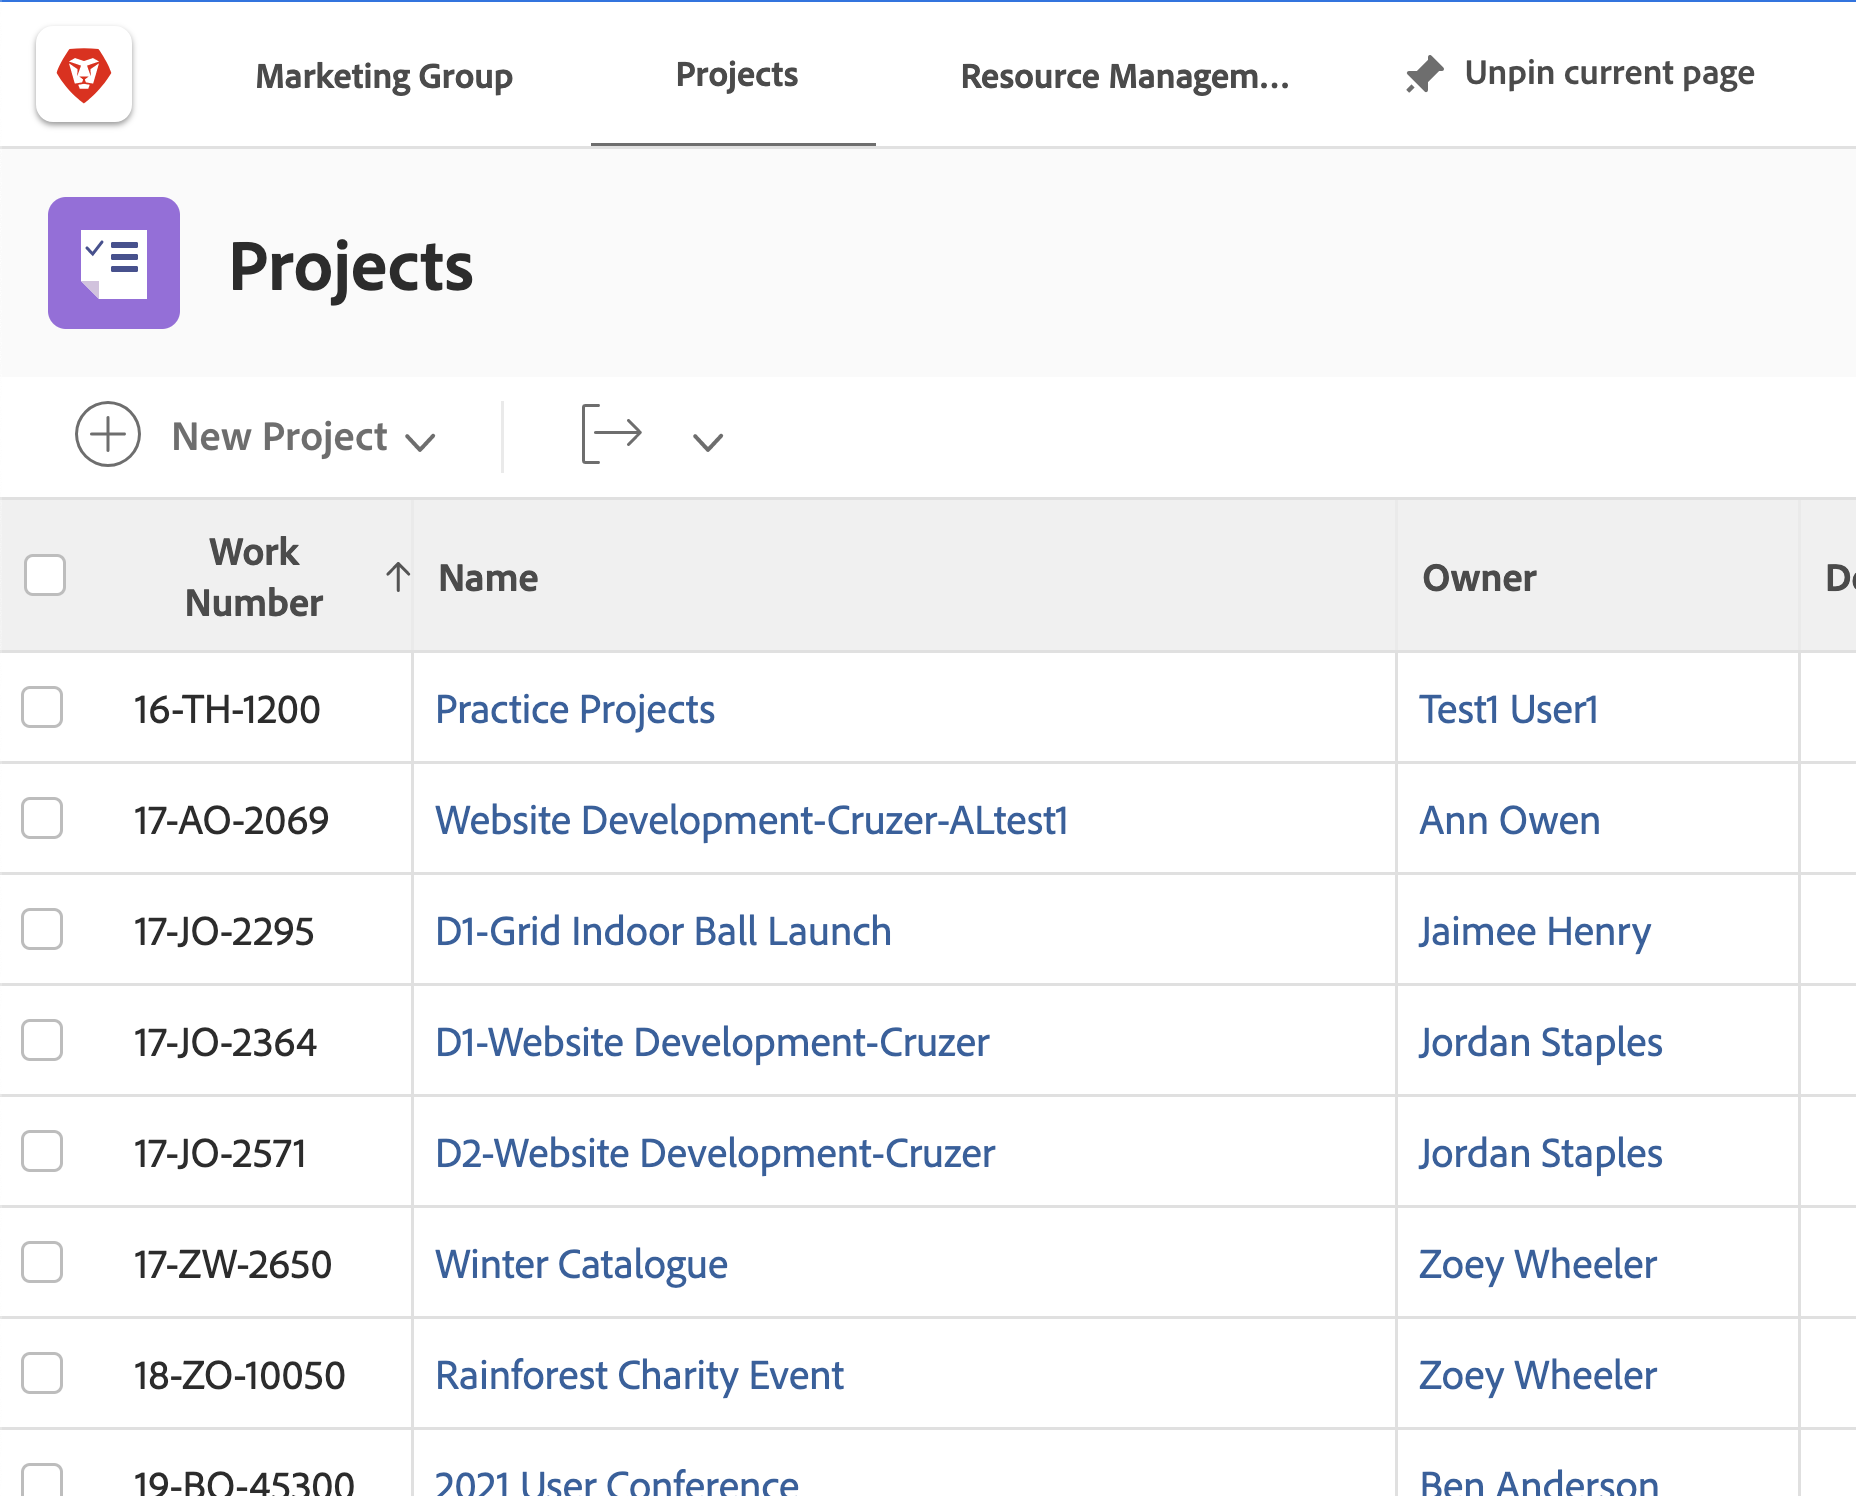 Marketing Group
Projects
Resource Managem...
Unpin current page
Projects
New Project
Work
Number
Name
Owner
16-TH-1200
Practice Projects
Test1 User1
17-AO-2069
Website Development-Cruzer-ALtest1
Ann Owen
17-JO-2295
D1-Grid Indoor Ball Launch
Jaimee Henry
17-JO-2364
D1-Website Development-Cruzer
Jordan Staples
17-JO-2571
D2-Website Development-Cruzer
Jordan Staples
17-ZW-2650
Winter Catalogue
Zoey Wheeler
18-ZO-10050
Rainforest Charity Event
Zoey Wheeler
19-BO-45300
2021 User Conference
Ben Anderson